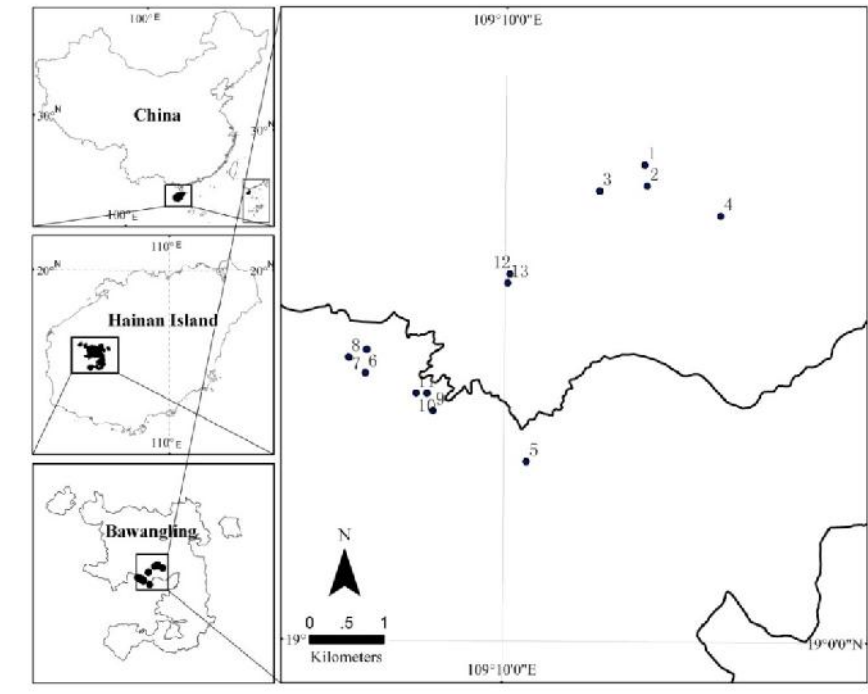 100°E
30°N
China
30°N
100°E
110°E
20°N
20°N
Hainan Island
110°E
Bawangling
109°10'0"E
1
2
3
4
12
13
8
6
7
11
10
9
5
N
0 .5 1
Kilometers
19°
19°0'0"N
109°10'0"E